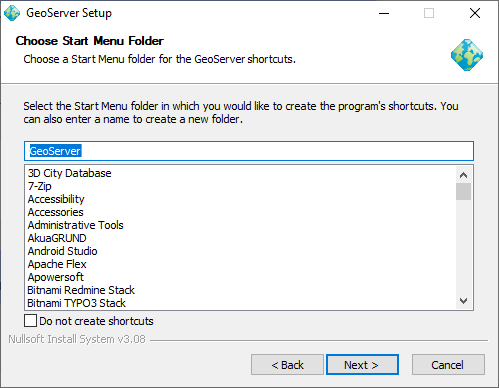 GeoServer Setup
Choose Start Menu Folder
Choose a Start Menu folder for the GeoServer shortcuts.
Select the Start Menu folder in which you would like to create the program's shortcuts. You
can also enter a name to create a new folder.
GeoServer
3D City Database
7-Zip
Accessibility
Accessories
Administrative Tools
AkuaGRUND
Android Studio
Apache Flex
Apowersoft
Bitnami Redmine Stack
Bitnami TYPO3 Stack
Do not create shortcuts
Nullsoft Install System v3.08
< Back
Next >
Cancel